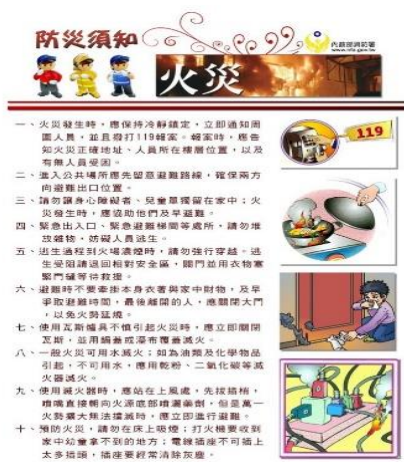 防災須知
內政部消防署
www.nfa.gov.tw
火災
一、火災發生時，應保持冷靜鎮定，立即通知周
圍人員，並且撥打119報案。報案時，應告
知火災正確地址、人員所在樓層位置，以及
有無人員受困。
二、進入公共場所應先留意避難路線，確保兩方
向避難出口位置。
三、請勿讓身心障礙者、兒童單獨留在家中；火
災發生時，應協助他們及早避難。
四、緊急出入口、緊急避難梯間等處所，請勿堆
放雜物，妨礙人員逃生。
五、逃生過程到火場濃煙時，請勿強行穿越。逃
生受阻請退回相對安全區，關門並用衣物塞
緊門縫等待救援。
六、避難時不要牽掛本身衣著與家中財物，及早
爭取避難時間，最後離開的人，應關閉大門
，以免火勢延燒。
七、使用瓦斯爐具不慎引起火災時，應立即關閉
瓦斯，並用鍋蓋或濕布覆蓋滅火。
八、一般火災可用水滅火；如為油類及化學物品
引起，不可用水，應用乾粉、二氧化碳等滅
火器滅火。
九、使用滅火器時，應站在上風處，先拔插梢，
噴嘴直接朝向火源底部噴灑藥劑，但是萬一
火勢擴大無法撲滅時，應立即進行避難。
十、預防火災，請勿在床上吸煙；打火機要收到
家中幼童拿不到的地方；電線插座不可插上
太多插頭，插座要經常清除灰塵。
119